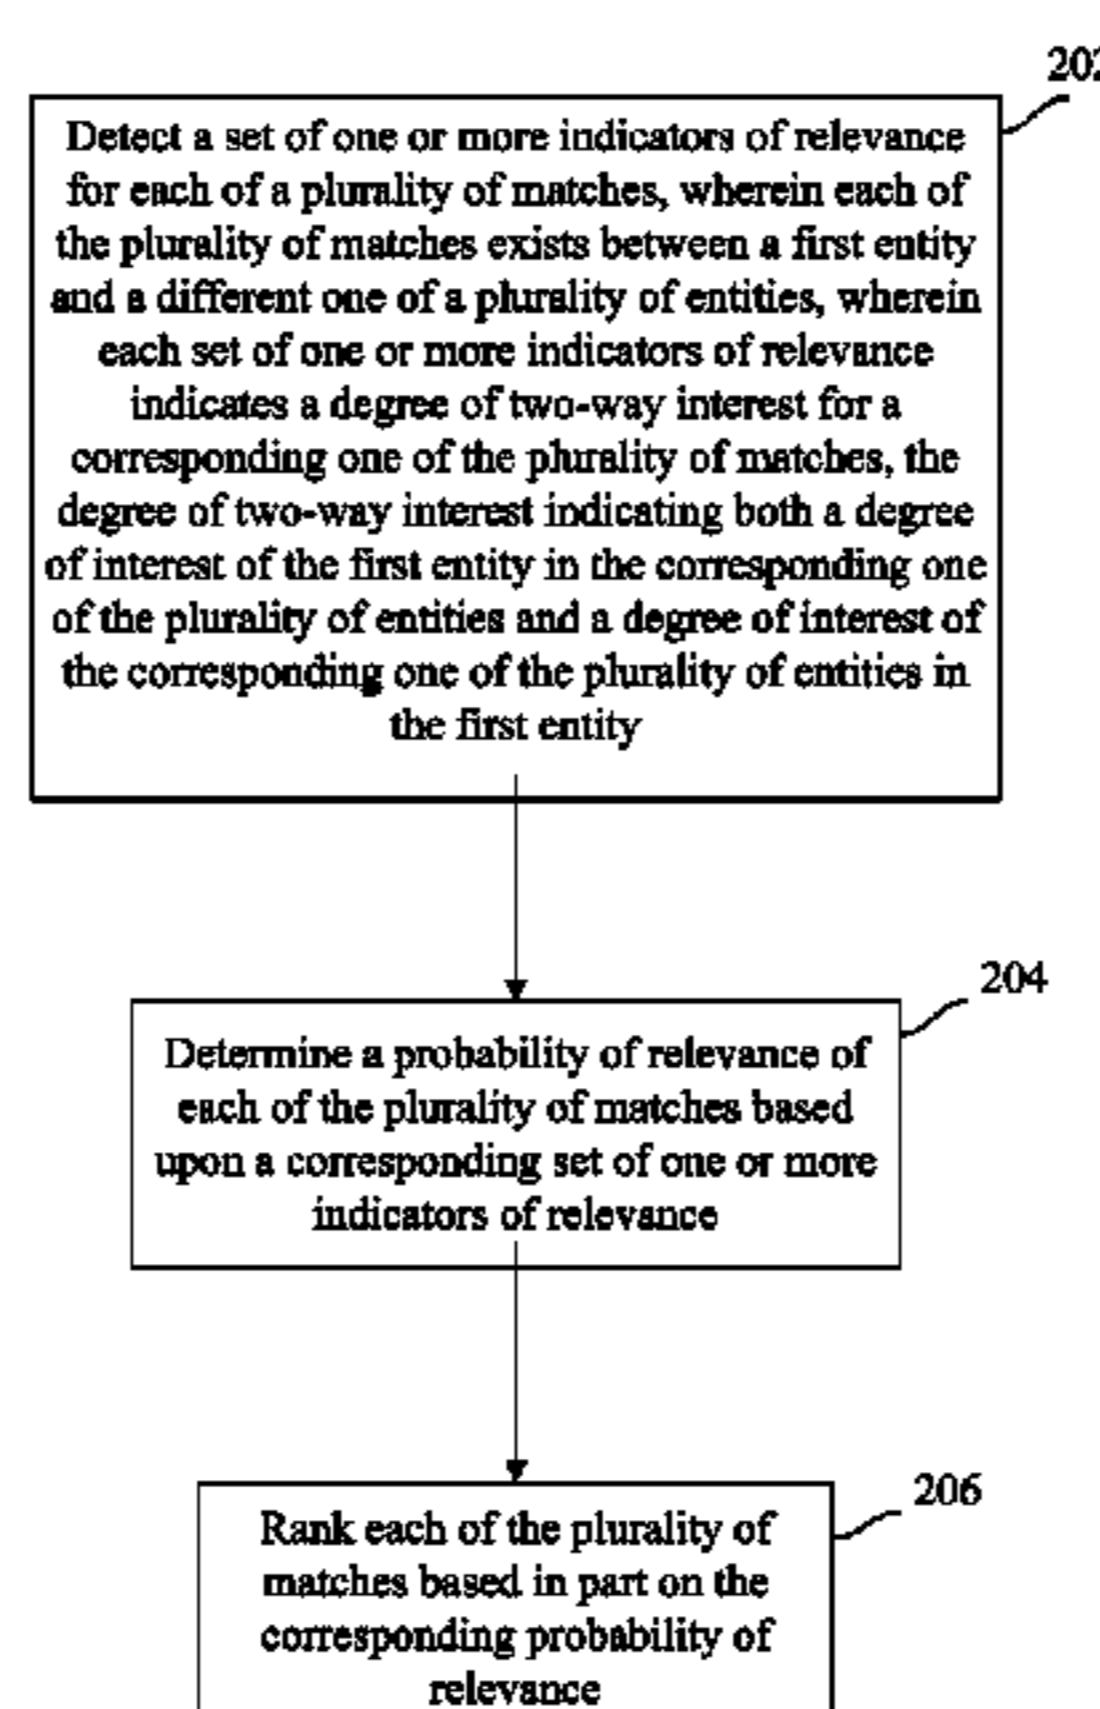 202
Detect a set of one or more indicators of relevance
for each of a plurality of matches, wherein each of
the plurality of matches exists between a first entity
and a different one of a plurality of entities, wherein
each set of one or more indicators of relevance
indicates a degree of two-way interest for a
corresponding one of the plurality of matches, the
degree of two-way interest indicating both a degree
of interest of the first entity in the corresponding one
of the plurality of entities and a degree of interest of
the corresponding one of the plurality of entities in
the first entity
204
Determine a probability of relevance of
each of the plurality of matches based
upon a corresponding set of one or more
indicators of relevance
206
Rank each of the plurality of
matches based in part on the
corresponding probability of
relevance